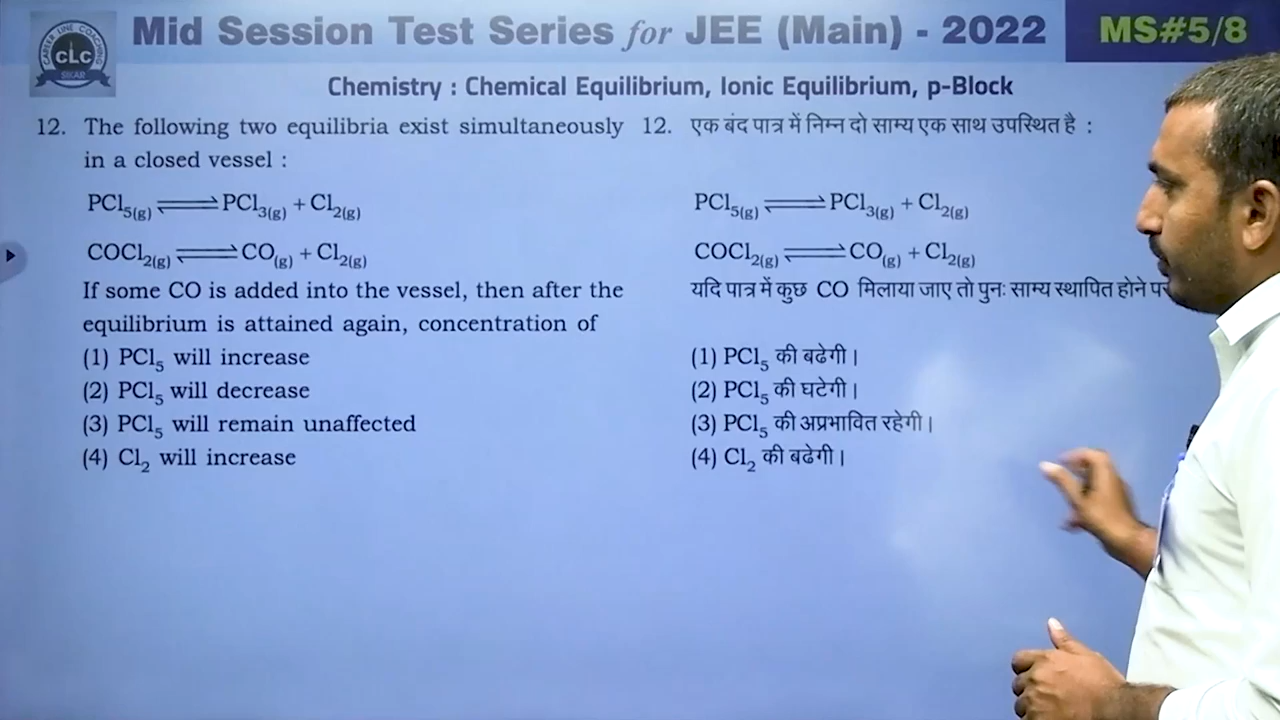 Mid Session Test Series for JEE (Main) - 2022
MS#5/8
CAREER LINE COACHING
CLC
SIKAR
Chemistry : Chemical Equilibrium, Ionic Equilibrium, p-Block
12. The following two equilibria exist simultaneously
in a closed vessel :
PCl₅(g) ⇌ PCl₃(g) + Cl₂(g)
COCl₂(g) ⇌ CO(g) + Cl₂(g)
If some CO is added into the vessel, then after the
equilibrium is attained again, concentration of
(1) PCl₅ will increase
(2) PCl₅ will decrease
(3) PCl₅ will remain unaffected
(4) Cl₂ will increase
12. एक बंद पात्र में निम्न दो साम्य एक साथ उपस्थित है :
PCl₅(g) ⇌ PCl₃(g) + Cl₂(g)
COCl₂(g) ⇌ CO(g) + Cl₂(g)
यदि पात्र में कुछ CO मिलाया जाए तो पुनः साम्य स्थापित होने पर
(1) PCl₅ की बढेगी।
(2) PCl₅ की घटेगी।
(3) PCl₅ की अप्रभावित रहेगी।
(4) Cl₂ की बढेगी।